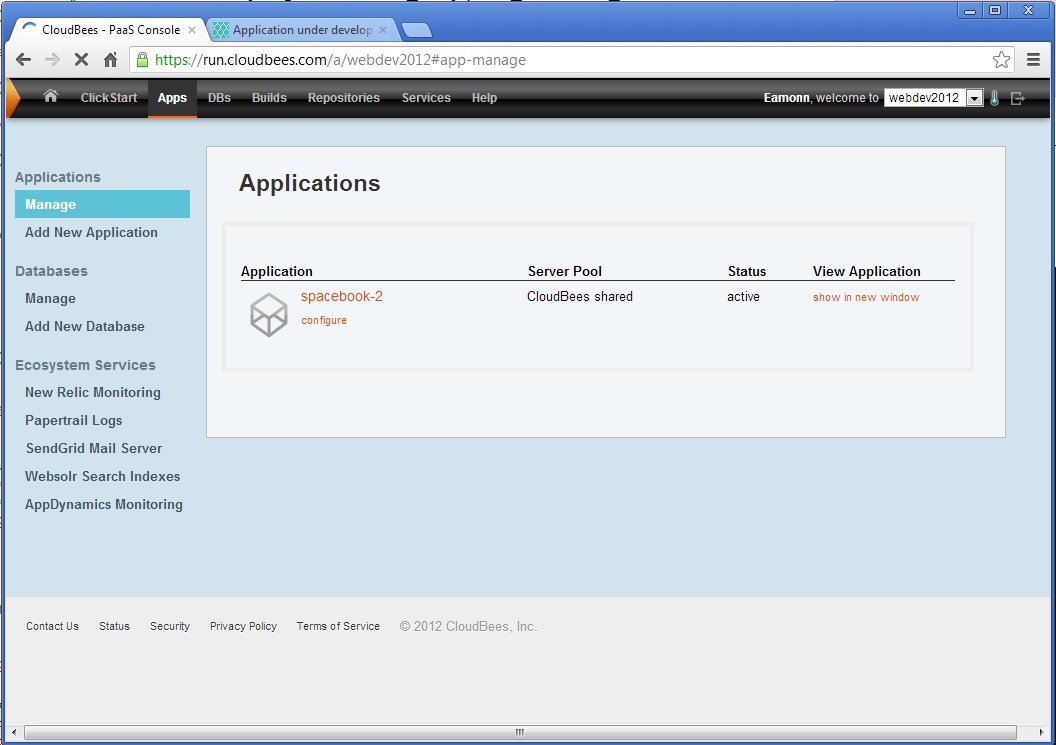 CloudBees - PaaS Console
Application under develop
https://run.cloudbees.com/a/webdev2012#app-manage
ClickStart Apps DBs Builds Repositories Services Help Eamonn, welcome to webdev2012
Applications
Manage
Add New Application
Databases
Manage
Add New Database
Ecosystem Services
New Relic Monitoring
Papertrail Logs
SendGrid Mail Server
Websolr Search Indexes
AppDynamics Monitoring
Applications
Application Server Pool Status View Application
spacebook-2 CloudBees shared active show in new window
configure
Contact Us Status Security Privacy Policy Terms of Service © 2012 CloudBees, Inc.